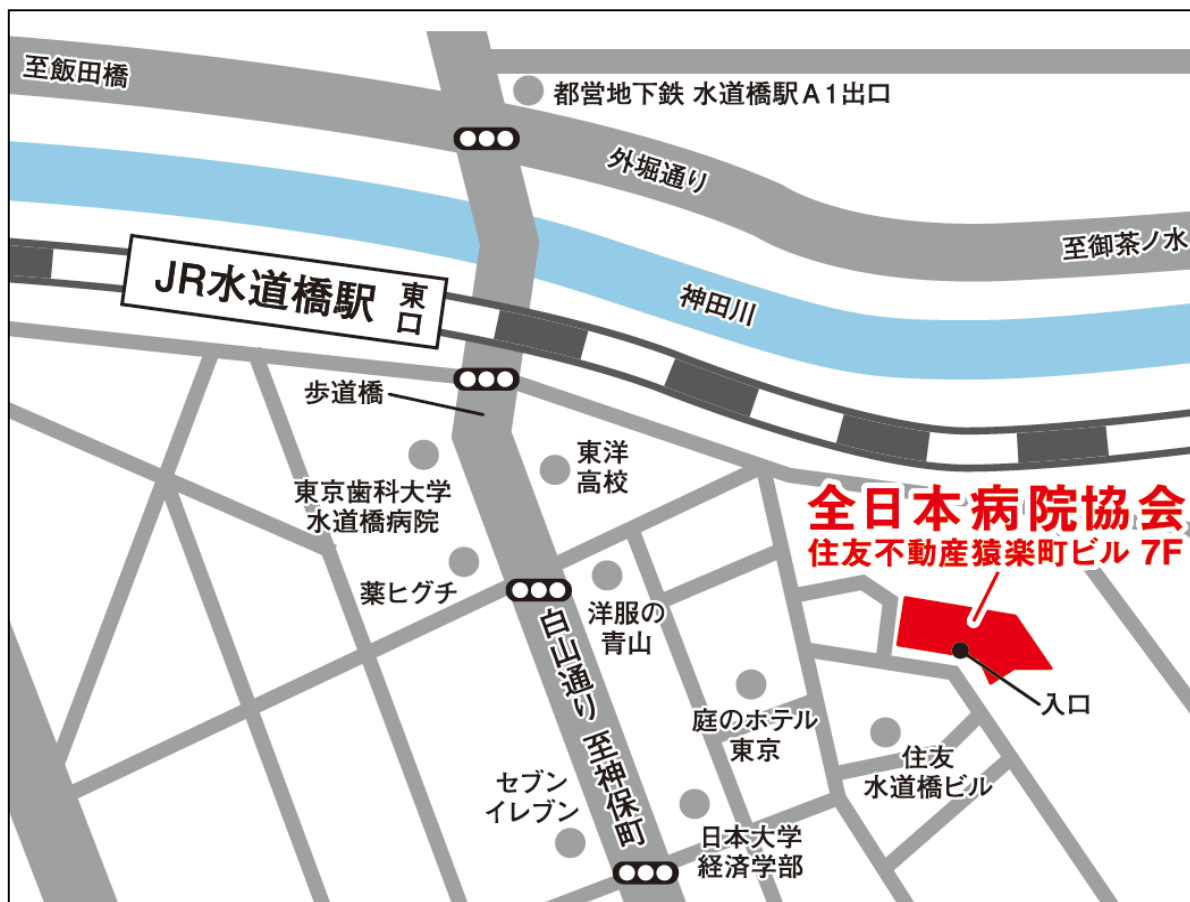 至飯田橋
都営地下鉄 水道橋駅A1出口
外堀通り
至御茶ノ水
JR水道橋駅 東口
神田川
歩道橋
東洋
高校
東京歯科大学
水道橋病院
全日本病院協会
住友不動産猿楽町ビル 7F
薬ヒグチ
洋服の
青山
白山通り 至神保町
入口
庭のホテル
東京
住友
水道橋ビル
セブン
イレブン
日本大学
経済学部